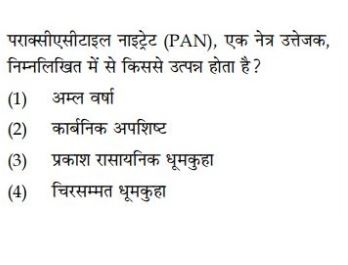 पराक्सीएसीटाइल नाइट्रेट (PAN), एक नेत्र उत्तेजक,
निम्नलिखित में से किससे उत्पन्न होता है ?
(1) अम्ल वर्षा
(2) कार्बनिक अपशिष्ट
(3) प्रकाश रासायनिक धूमकुहा
(4) चिरसम्मत धूमकुहा